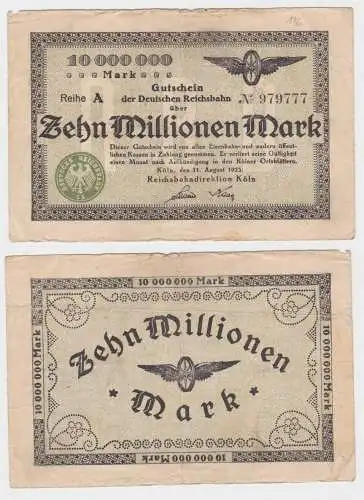 10 000 000
Mark
Gutschein
Reihe A der Deutschen Reichsbahn № 979777
über
Zehn Millionen Mark
Dieser Gutschein wird von allen Eisenbahn- und andern öffent-
lichen Kassen in Zahlung genommen. Er verliert seine Gültigkeit
einen Monat nach Aufkündigung in den Kölner Ortsblättern.
Köln, den 11. August 1923.
Reichsbahndirektion Köln
10 000 000 Mark
10 000 000 Mark
Zehn Millionen
Mark
10 000 000 Mark
10 000 000 Mark